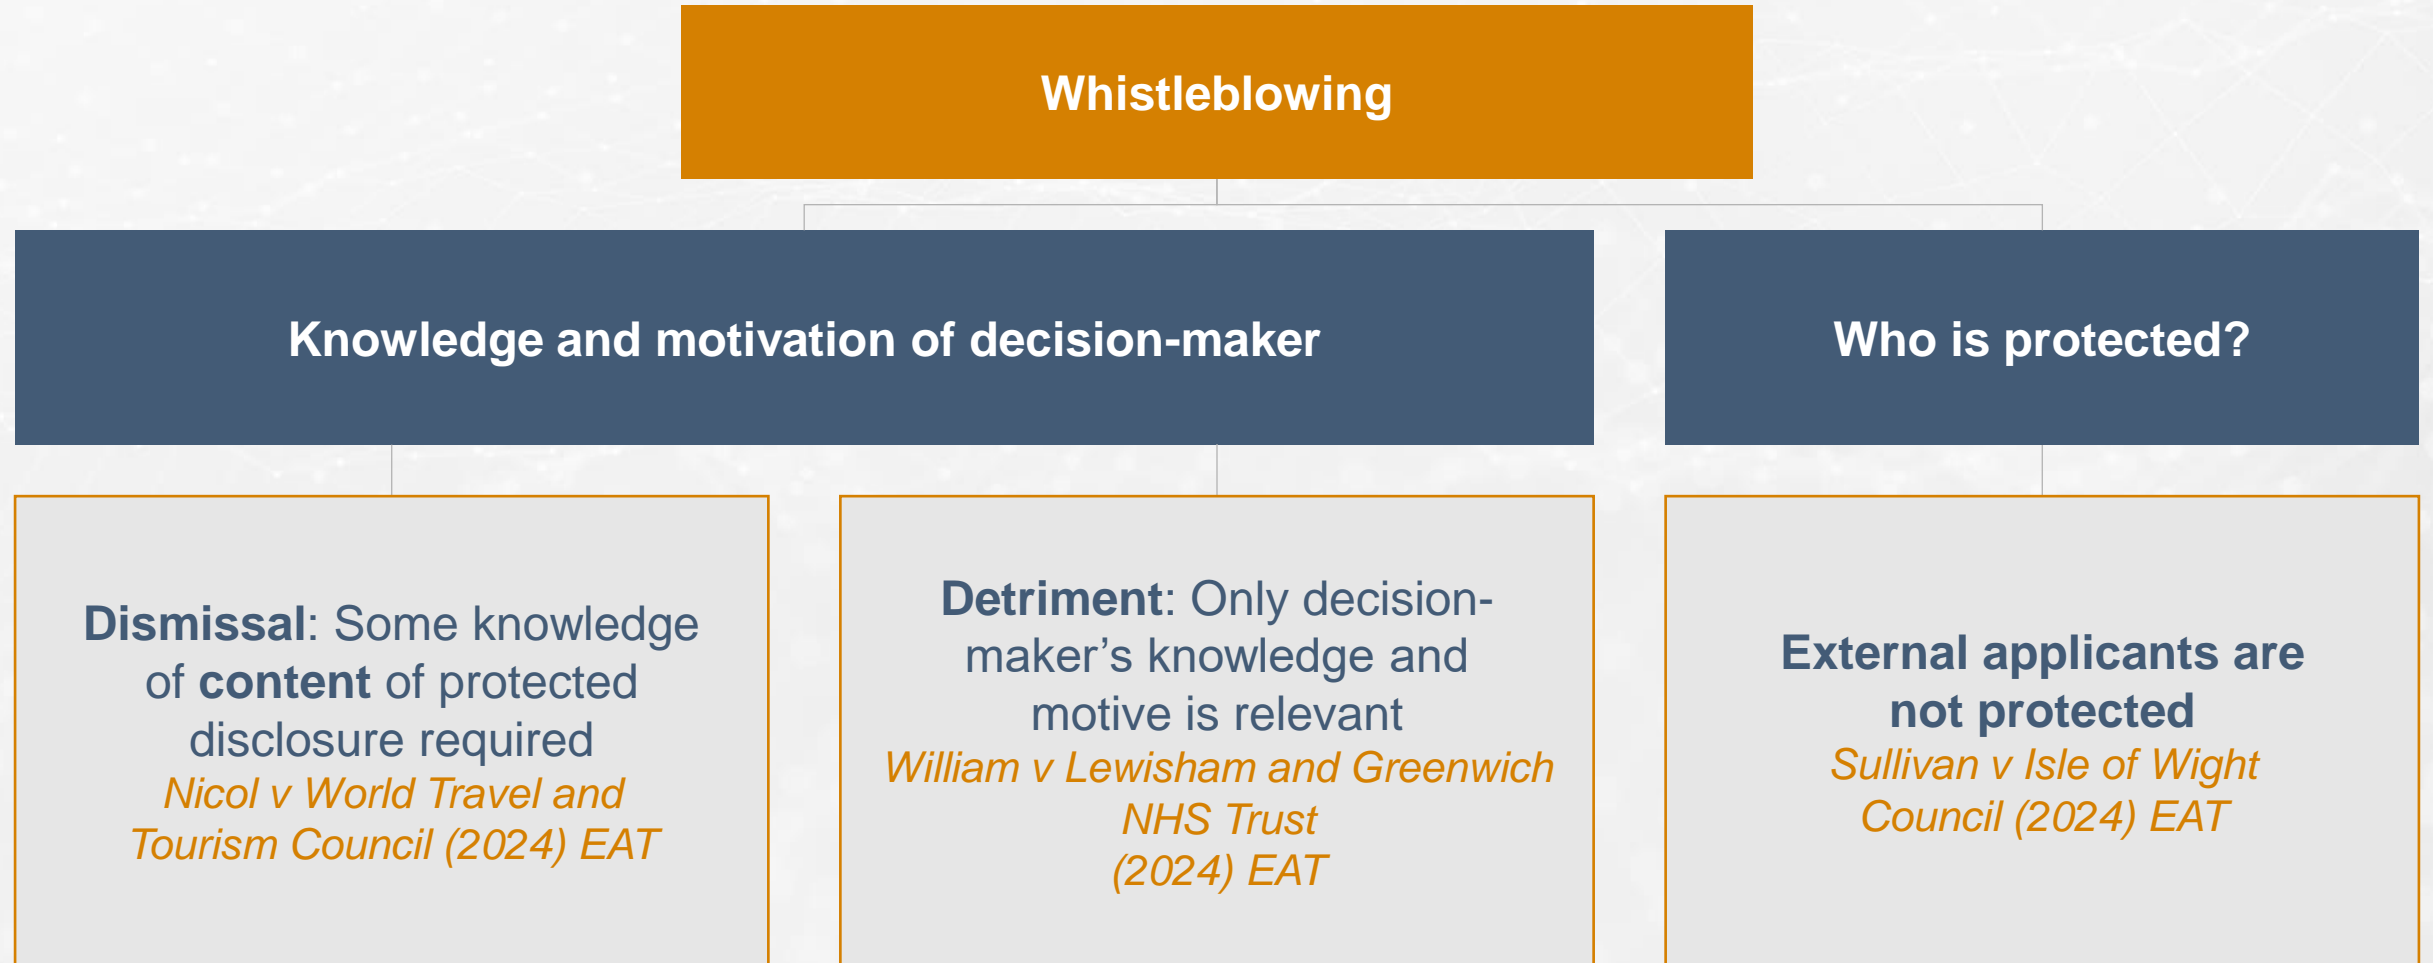 Whistleblowing
Knowledge and motivation of decision-maker
Who is protected?
Dismissal: Some knowledge
of content of protected
disclosure required
Nicol v World Travel and
Tourism Council (2024) EAT
Detriment: Only decision-
maker’s knowledge and
motive is relevant
William v Lewisham and Greenwich
NHS Trust
(2024) EAT
External applicants are
not protected
Sullivan v Isle of Wight
Council (2024) EAT